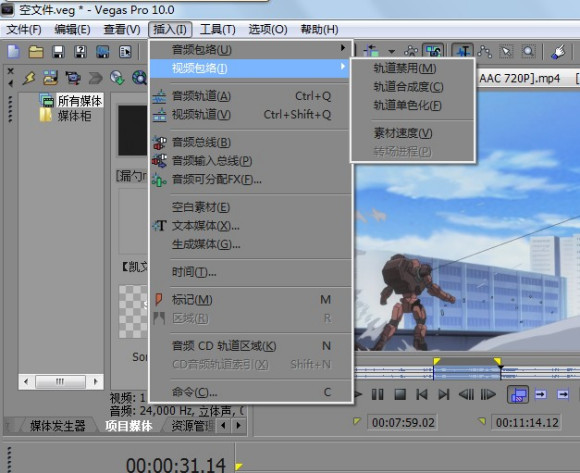 空文件.veg * - Vegas Pro 10.0
文件(F) 编辑(E) 查看(V) 插入(I) 工具(T) 选项(O) 帮助(H)
音频包络(U)
视频包络(I)
轨道禁用(M)
轨道合成度(C)
轨道单色化(F)
素材速度(V)
转场进程(P)
AAC 720P].mp4
所有媒体
媒体柜
音频轨道(A) Ctrl+Q
视频轨道(V) Ctrl+Shift+Q
音频总线(B)
音频输入总线(P)
音频可分配FX(F)...
空白素材(E)
文本媒体(X)...
生成媒体(G)...
时间(T)...
标记(M) M
区域(R) R
音频 CD 轨道区域(K) N
CD音频轨道索引(X) Shift+N
命令(C)... C
【凯文
Son
视频: 1
音频: 24,000 Hz, 立体声, (
媒体发生器 项目媒体 资源管理
00:07:59.02 00:11:14.12
00:00:31.14